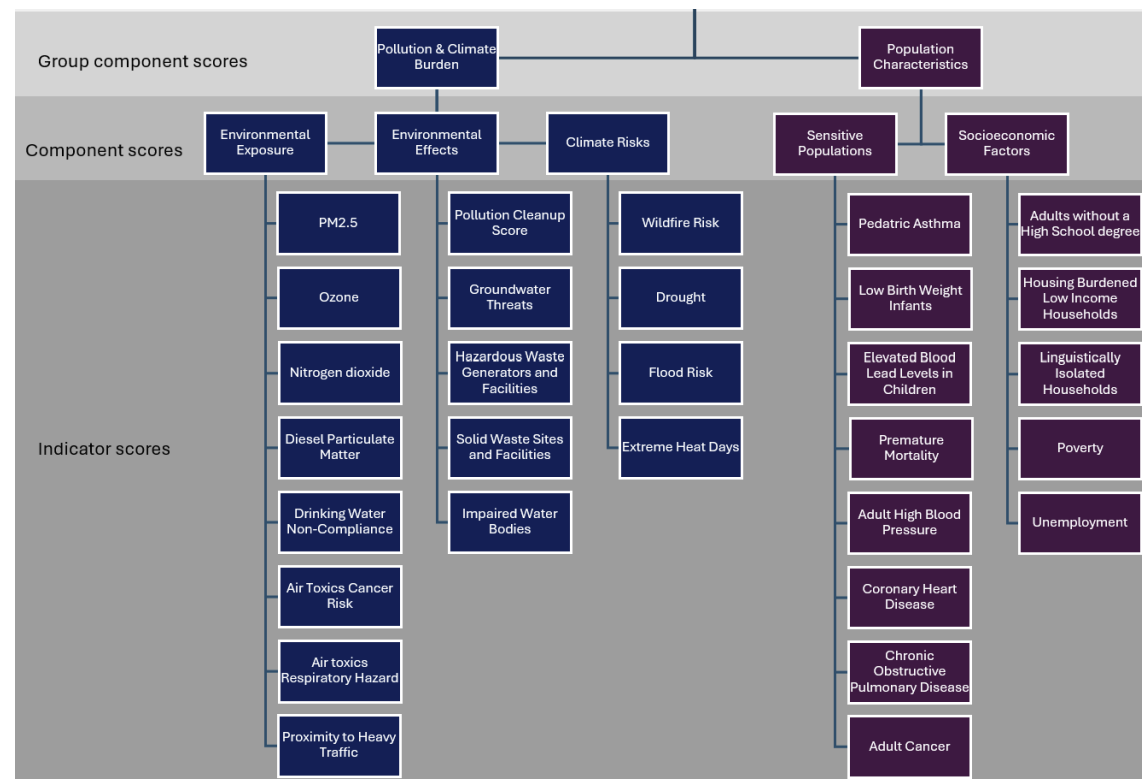 Group component scores
Pollution & Climate
Burden
Population
Characteristics
Component scores
Environmental
Exposure
Environmental
Effects
Climate Risks
Sensitive
Populations
Socioeconomic
Factors
Indicator scores
PM2.5
Ozone
Nitrogen dioxide
Diesel Particulate
Matter
Drinking Water
Non-Compliance
Air Toxics Cancer
Risk
Air toxics
Respiratory Hazard
Proximity to Heavy
Traffic
Pollution Cleanup
Score
Groundwater
Threats
Hazardous Waste
Generators and
Facilities
Solid Waste Sites
and Facilities
Impaired Water
Bodies
Wildfire Risk
Drought
Flood Risk
Extreme Heat Days
Pedatric Asthma
Low Birth Weight
Infants
Elevated Blood
Lead Levels in
Children
Premature
Mortality
Adult High Blood
Pressure
Coronary Heart
Disease
Chronic
Obstructive
Pulmonary Disease
Adult Cancer
Adults without a
High School degree
Housing Burdened
Low Income
Households
Linguistically
Isolated
Households
Poverty
Unemployment